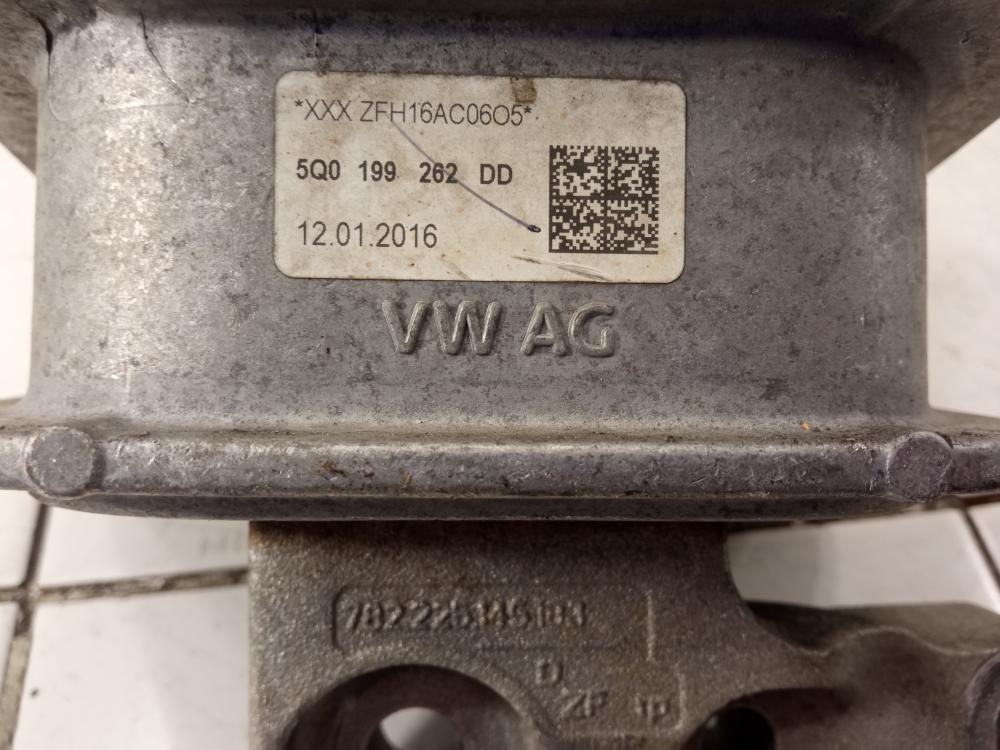 *XXX ZFH16AC06O5*
5Q0 199 262 DD
12.01.2016
VW AG
D
ZF